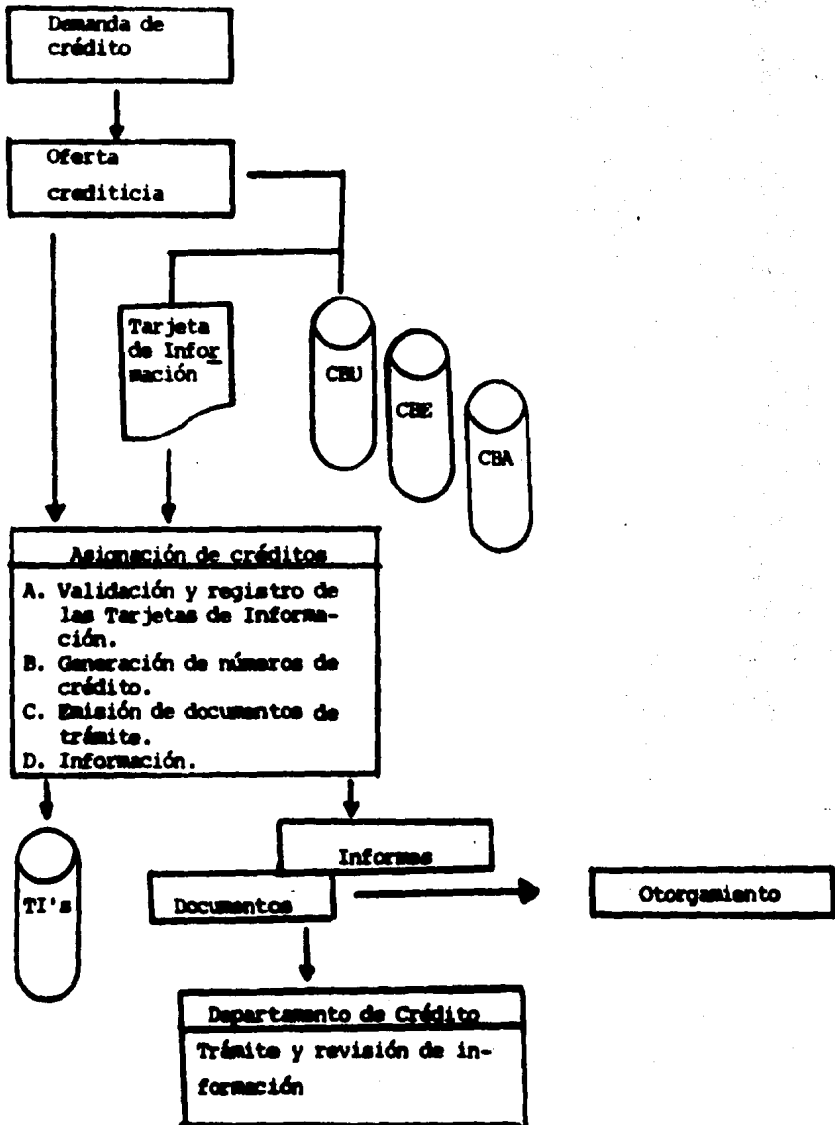 Demanda de
crédito
Oferta
crediticia
Tarjeta
de Infor
mación
CBU
CBE
CBA
Asignación de créditos
A. Validación y registro de
las Tarjetas de Informa-
ción.
B. Generación de números de
crédito.
C. Emisión de documentos de
trámite.
D. Información.
TI's
Informes
Documentos
Otorgamiento
Departamento de Crédito
Trámite y revisión de in-
formación